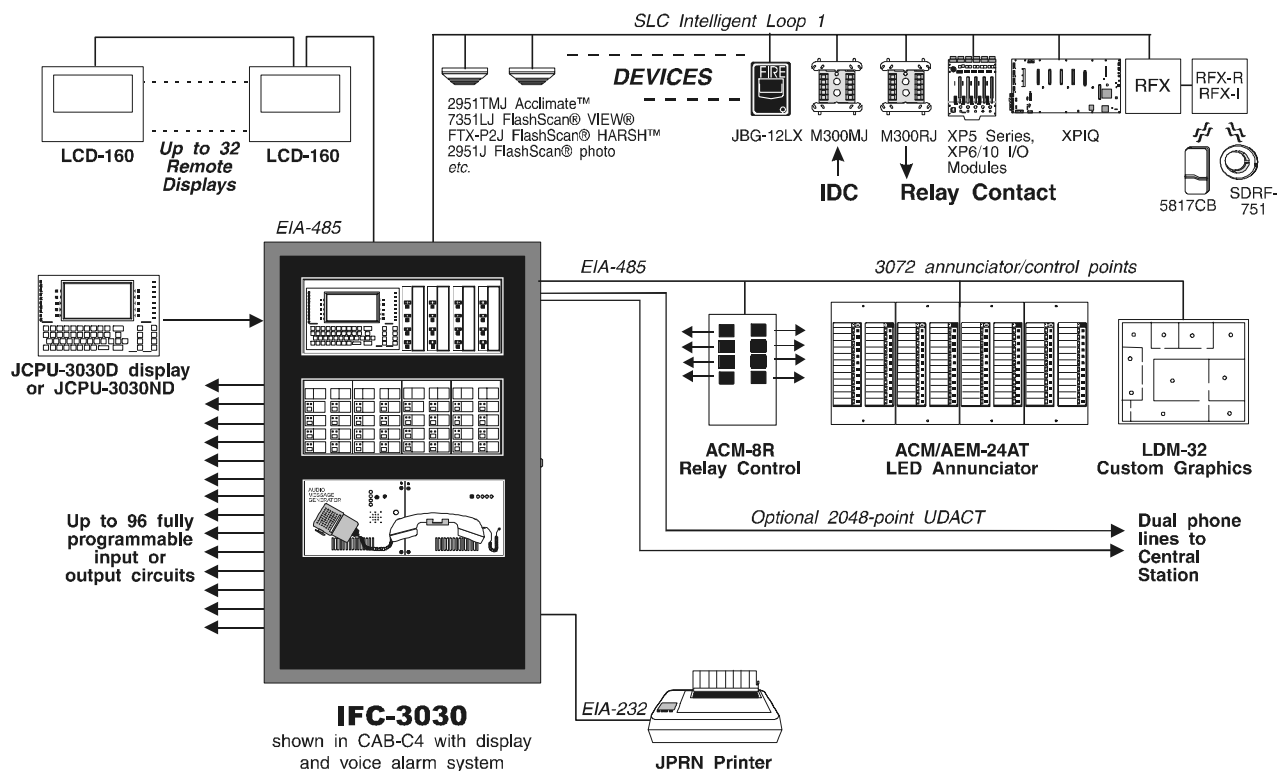 SLC Intelligent Loop 1
LCD-160
LCD-160
Up to 32
Remote
Displays
DEVICES
2951TMJ Acclimate™
7351LJ FlashScan® VIEW®
FTX-P2J FlashScan® HARSH™
2951J FlashScan® photo
etc.
FIRE
JBG-12LX
M300MJ
M300RJ
XP5 Series,
XP6/10 I/O
Modules
XPIQ
RFX
RFX-R
RFX-I
IDC
Relay Contact
5817CB
SDRF-
751
EIA-485
EIA-485
3072 annunciator/control points
JCPU-3030D display
or JCPU-3030ND
ACM-8R
Relay Control
ACM/AEM-24AT
LED Annunciator
LDM-32
Custom Graphics
AUDIO
MESSAGE
GENERATOR
Up to 96 fully
programmable
input or
output circuits
Optional 2048-point UDACT
Dual phone
lines to
Central
Station
EIA-232
IFC-3030
shown in CAB-C4 with display
and voice alarm system
JPRN Printer